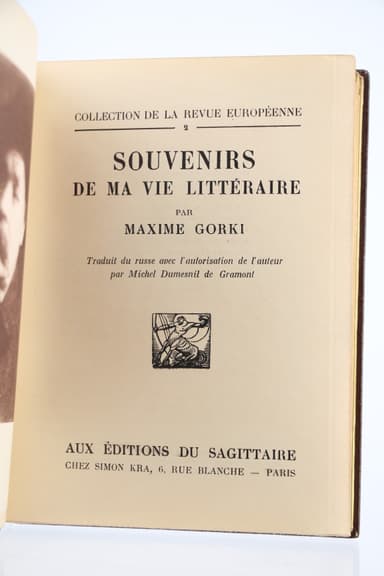 COLLECTION DE LA REVUE EUROPÉENNE
2
SOUVENIRS
DE MA VIE LITTÉRAIRE
PAR
MAXIME GORKI
Traduit du russe avec l'autorisation de l'auteur
par Michel Dumesnil de Gramont
AUX ÉDITIONS DU SAGITTAIRE
CHEZ SIMON KRA, 6, RUE BLANCHE — PARIS